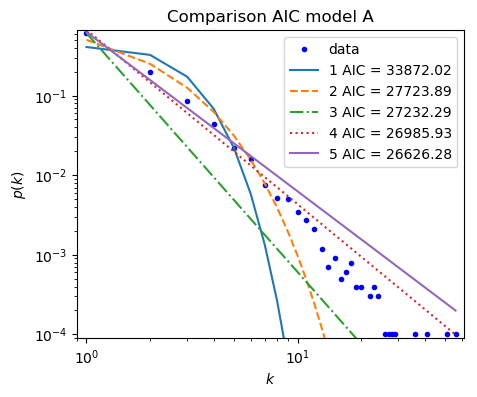 Comparison AIC model A
data
1 AIC = 33872.02
2 AIC = 27723.89
3 AIC = 27232.29
4 AIC = 26985.93
5 AIC = 26626.28
p(k)
10⁻¹
10⁻²
10⁻³
10⁻⁴
10⁰
10¹
k